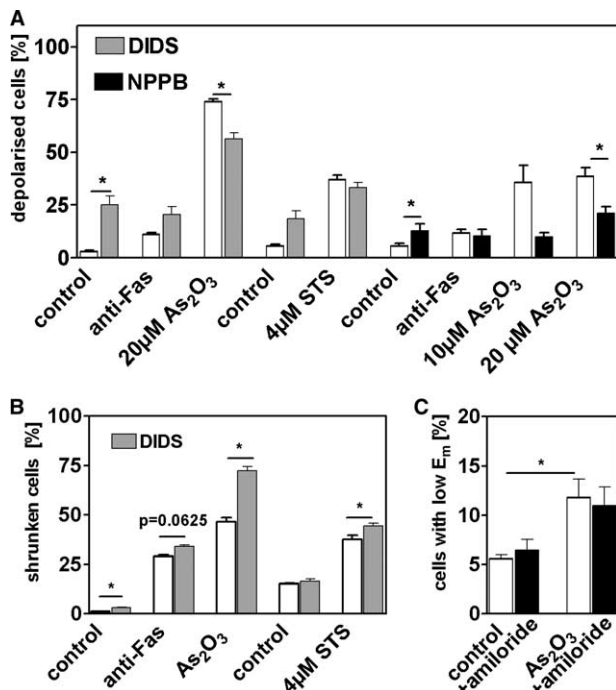 A
depolarised cells [%]
100
75
50
25
0
DIDS
NPPB
*
*
*
*
control
anti-Fas
20µM As₂O₃
control
4µM STS
control
anti-Fas
10µM As₂O₃
20 µM As₂O₃
B
shrunken cells [%]
100
75
50
25
0
DIDS
*
p=0.0625
*
*
control
anti-Fas
As₂O₃
control
4µM STS
C
cells with low Eₘ [%]
20
15
10
5
0
*
control
+amiloride
As₂O₃
+amiloride